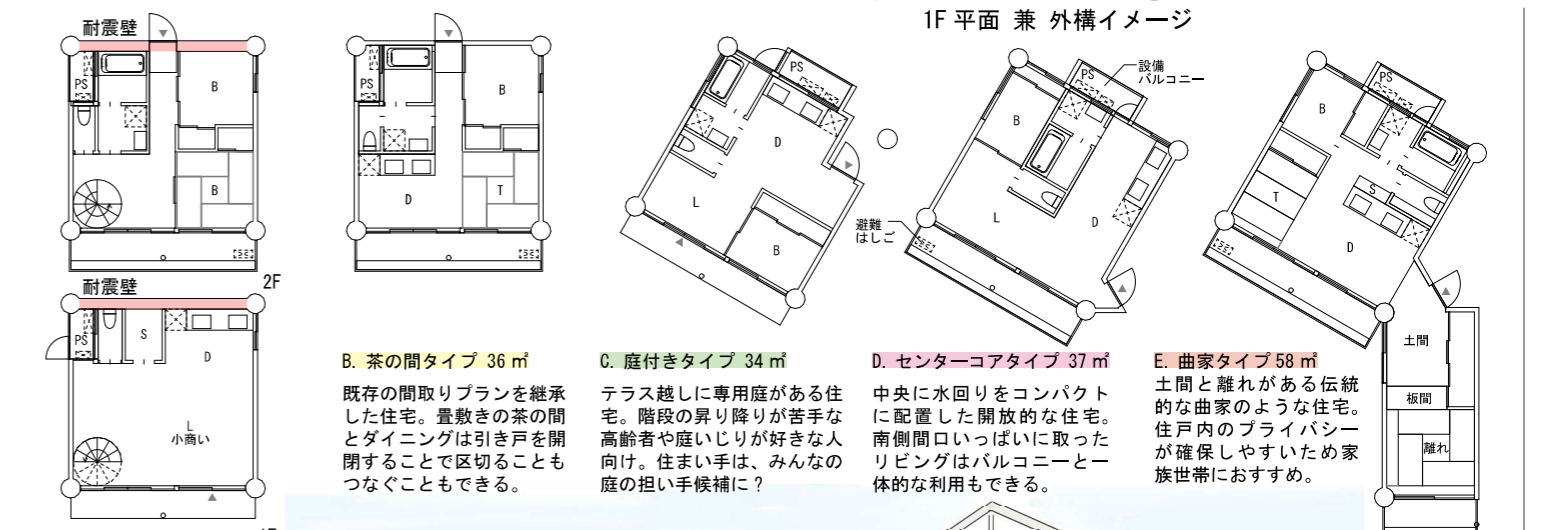 1F 平面 兼 外構イメージ
耐震壁
PS
B
B
2F
耐震壁
PS
S
D
L
小商い
PS
B
D
T
B. 茶の間タイプ 36 ㎡
既存の間取りプランを継承
した住宅。畳敷きの茶の間
とダイニングは引き戸を開
閉することで区切ることも
つなぐこともできる。
PS
D
L
B
C. 庭付きタイプ 34 ㎡
テラス越しに専用庭がある住
宅。階段の昇り降りが苦手な
高齢者や庭いじりが好きな人
向け。住まい手は、みんなの
庭の担い手候補に?
PS
設備
バルコニー
B
L
D
避難
はしご
D. センターコアタイプ 37 ㎡
中央に水回りをコンパクト
に配置した開放的な住宅。
南側間口いっぱいに取った
リビングはバルコニーと一
体的な利用もできる。
PS
B
T
S
D
E. 曲家タイプ 58 ㎡
土間と離れがある伝統
的な曲家のような住宅。
住戸内のプライバシー
が確保しやすいため家
族世帯におすすめ。
土間
板間
離れ